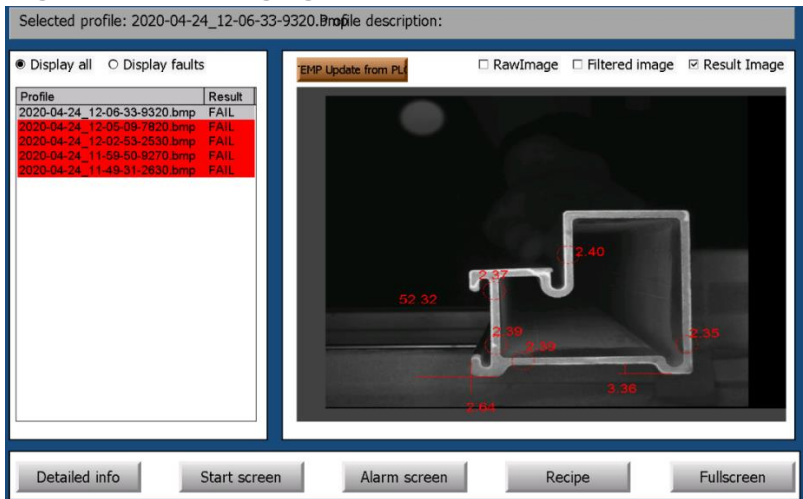 Selected profile: 2020-04-24_12-06-33-9320.bmp Profile description:
Display all Display faults
TEMP Update from PLC RawImage Filtered image Result Image
Profile Result
2020-04-24_12-06-33-9320.bmp FAIL
2020-04-24_12-05-09-7820.bmp FAIL
2020-04-24_12-02-53-2530.bmp FAIL
2020-04-24_11-59-50-9270.bmp FAIL
2020-04-24_11-49-31-2630.bmp FAIL
2.40
2.37
52.32
2.39
2.39
2.35
3.36
2.64
Detailed info Start screen Alarm screen Recipe Fullscreen